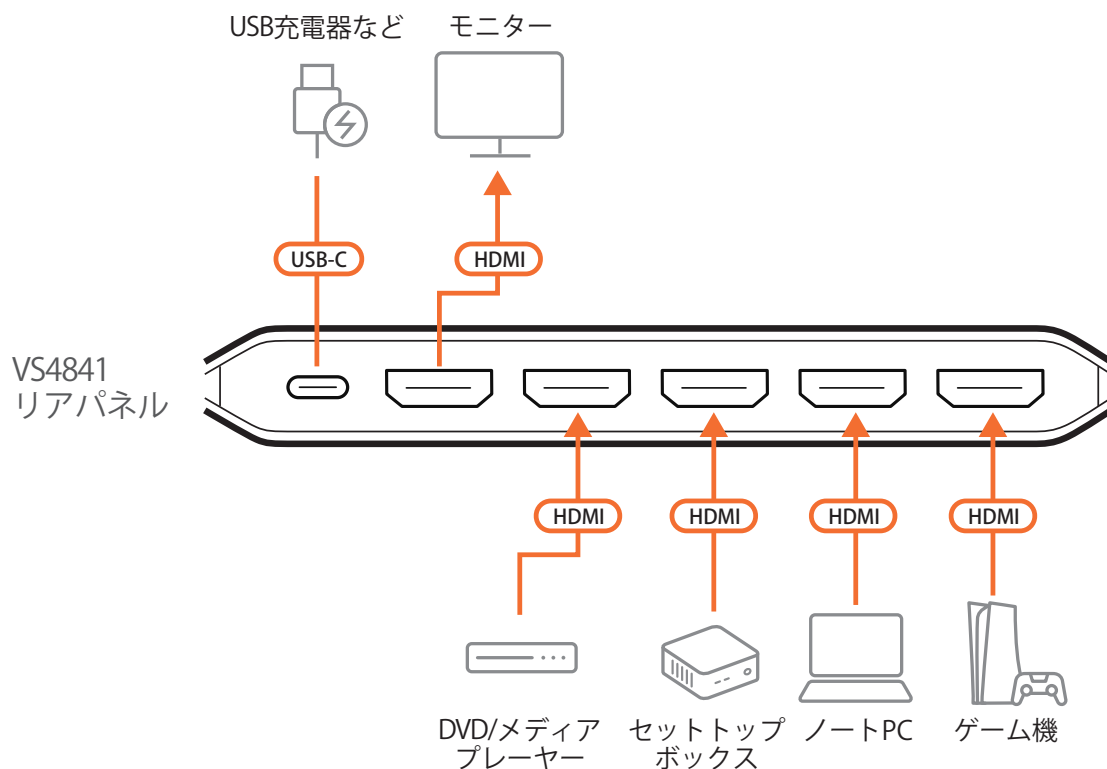 USB充電器など
モニター
USB-C
HDMI
VS4841
リアパネル
HDMI
HDMI
HDMI
HDMI
DVD/メディア
プレーヤー
セットトップ
ボックス
ノートPC
ゲーム機